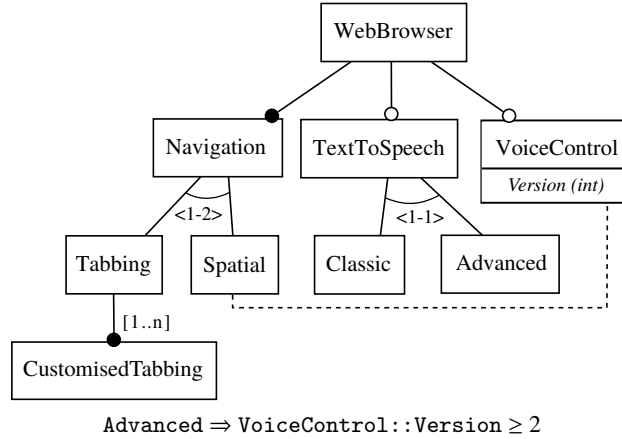 WebBrowser
Navigation
TextToSpeech
VoiceControl
Version (int)
<1-2>
<1-1>
Tabbing
Spatial
Classic
Advanced
[1..n]
CustomisedTabbing
Advanced ⇒ VoiceControl::Version ≥ 2